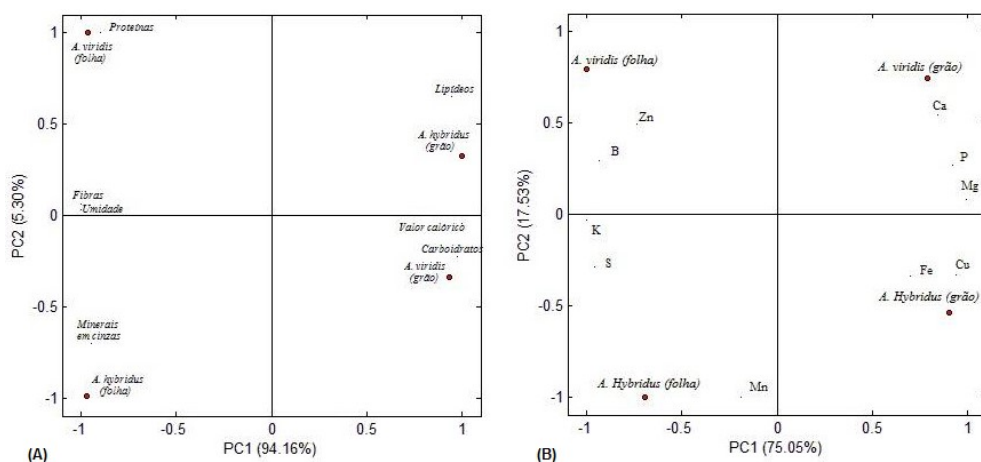 1
Proteínas
A. viridis
(folha)
Lipídeos
0.5
A. hybridus
(grão)
Fibras
Umidade
0
Valor calórico
Carboidratos
A. viridis
(grão)
-0.5
Minerais
em cinzas
A. hybridus
(folha)
-1
-1
-0.5
0
0.5
1
PC2 (5.30%)
PC1 (94.16%)
(A)
1
A. viridis (folha)
A. viridis (grão)
Ca
Zn
0.5
B
P
Mg
0
K
S
Fe
Cu
-0.5
A. Hybridus (grão)
A. Hybridus (folha)
Mn
-1
-1
-0.5
0
0.5
1
PC2 (17.53%)
PC1 (75.05%)
(B)